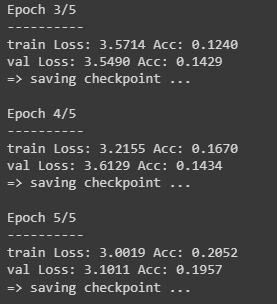 Epoch 3/5
----------
train Loss: 3.5714 Acc: 0.1240
val Loss: 3.5490 Acc: 0.1429
=> saving checkpoint ...
Epoch 4/5
----------
train Loss: 3.2155 Acc: 0.1670
val Loss: 3.6129 Acc: 0.1434
=> saving checkpoint ...
Epoch 5/5
----------
train Loss: 3.0019 Acc: 0.2052
val Loss: 3.1011 Acc: 0.1957
=> saving checkpoint ...